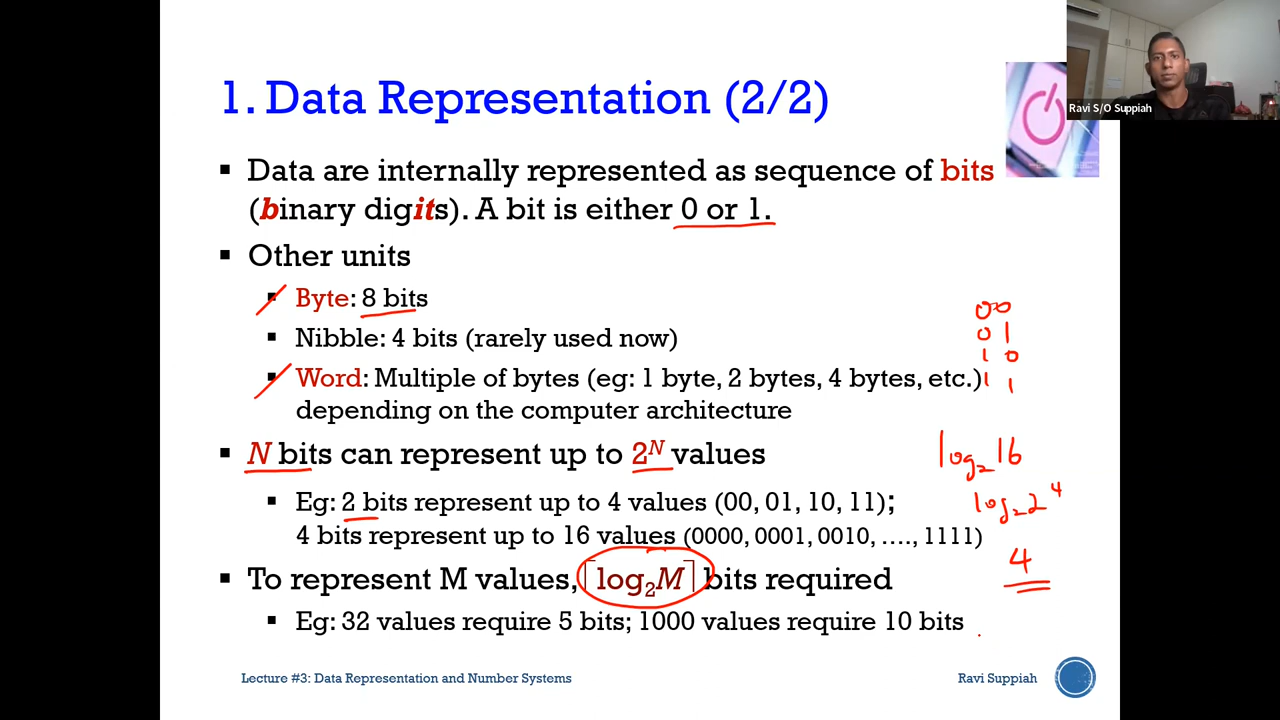 1. Data Representation (2/2)
Ravi S/O Suppiah
▪ Data are internally represented as sequence of bits
(binary digits). A bit is either 0 or 1.
▪ Other units
▪ Byte: 8 bits
▪ Nibble: 4 bits (rarely used now)
▪ Word: Multiple of bytes (eg: 1 byte, 2 bytes, 4 bytes, etc.)
depending on the computer architecture
00
01
10
11
▪ N bits can represent up to 2^N values
▪ Eg: 2 bits represent up to 4 values (00, 01, 10, 11);
4 bits represent up to 16 values (0000, 0001, 0010, …., 1111)
▪ To represent M values, ⌈log₂M⌉ bits required
▪ Eg: 32 values require 5 bits; 1000 values require 10 bits
log₂16
log₂2⁴
4
Lecture #3: Data Representation and Number Systems
Ravi Suppiah